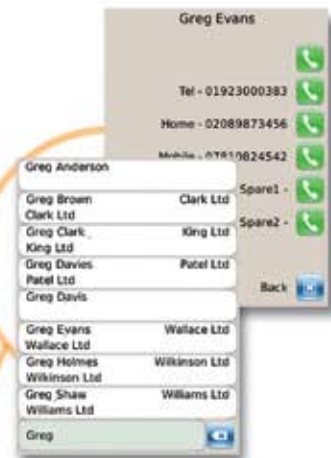 Greg Evans
Tel - 01923000383
Home - 02089873456
Mobile - 07810824542
Spare1 -
Spare2 -
Back
Greg Anderson
Greg Brown Clark Ltd
Clark Ltd
Greg Clark King Ltd
King Ltd
Greg Davies Patel Ltd
Patel Ltd
Greg Davis
Greg Evans Wallace Ltd
Wallace Ltd
Greg Holmes Wilkinson Ltd
Wilkinson Ltd
Greg Shaw Williams Ltd
Williams Ltd
Greg